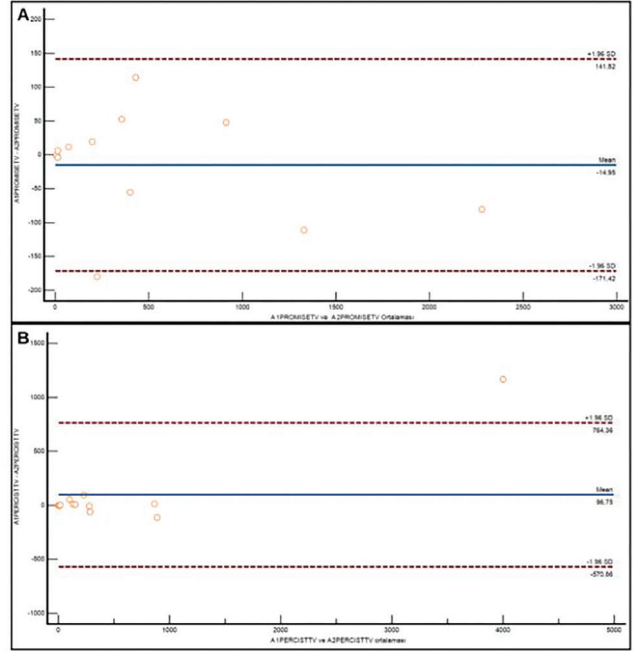 A
200
150
100
50
0
-50
-100
-150
-200
+1.96 SD
141.52
Mean
-14.95
-1.96 SD
-171.42
0
500
1000
1500
2000
2500
3000
A1PROMISETV - A2PROMISETV
A1PROMISETV ve A2PROMISETV Ortalaması
B
1500
1000
500
0
-500
-1000
+1.96 SD
764.36
Mean
96.75
-1.96 SD
-570.86
0
1000
2000
3000
4000
5000
A1PERCISTTV - A2PERCISTTV
A1PERCISTTV ve A2PERCISTTV ortalaması